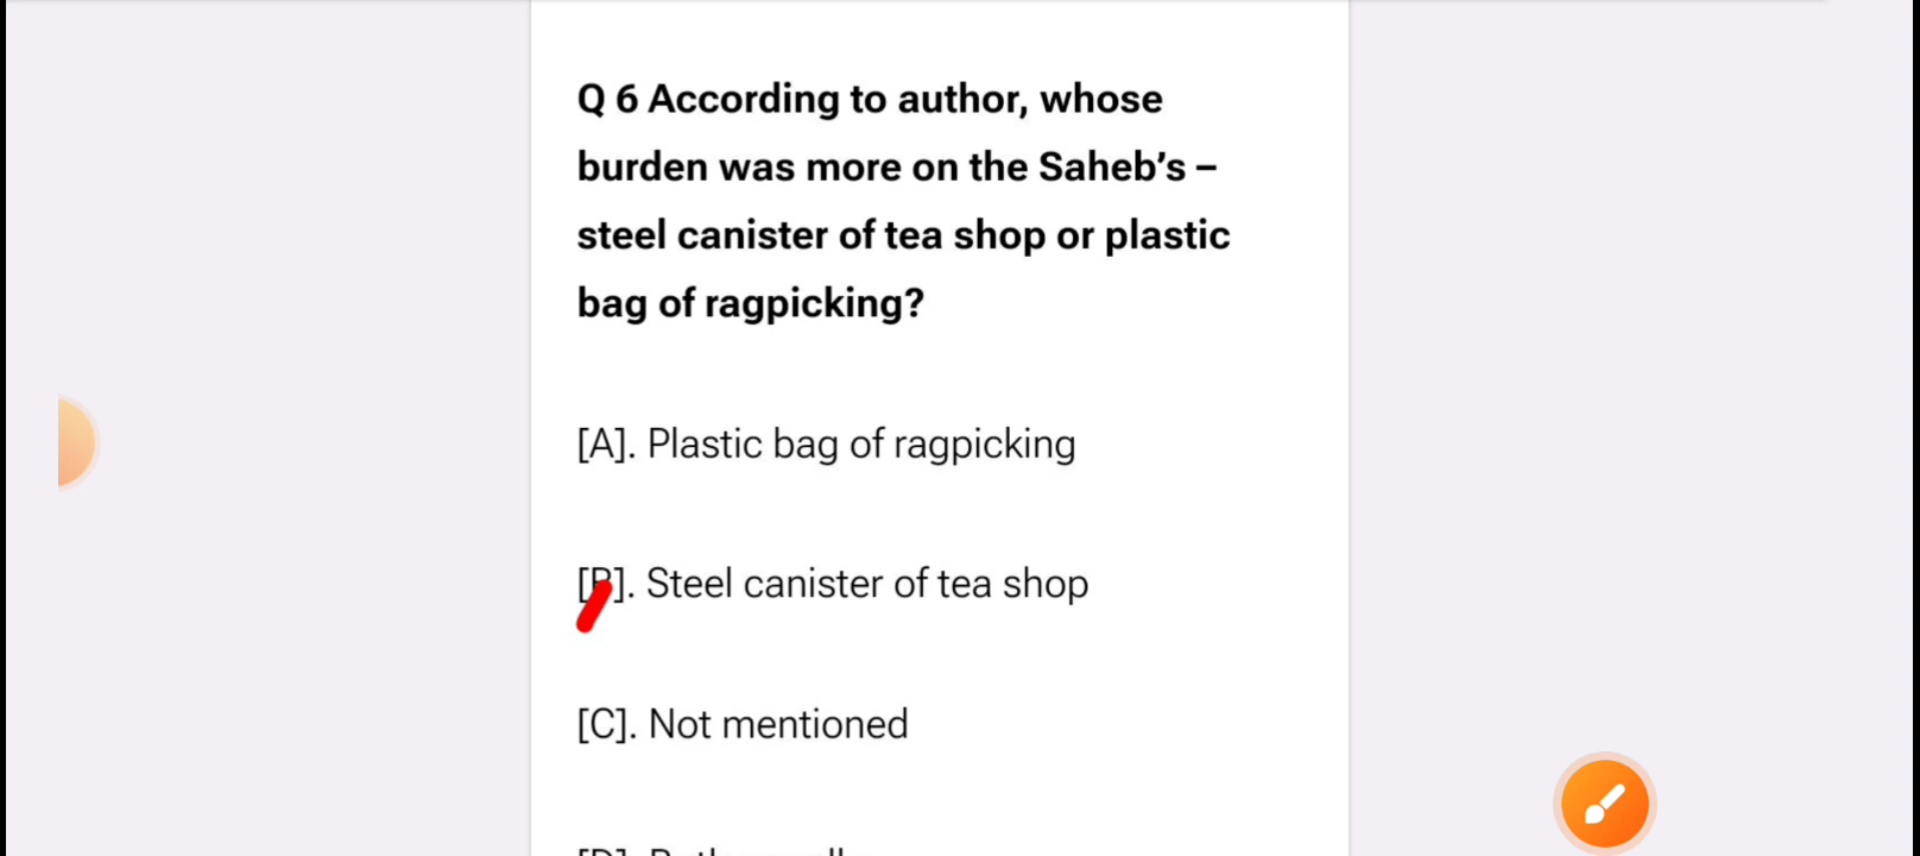 Q 6 According to author, whose
burden was more on the Saheb’s –
steel canister of tea shop or plastic
bag of ragpicking?
[A]. Plastic bag of ragpicking
[B]. Steel canister of tea shop
[C]. Not mentioned